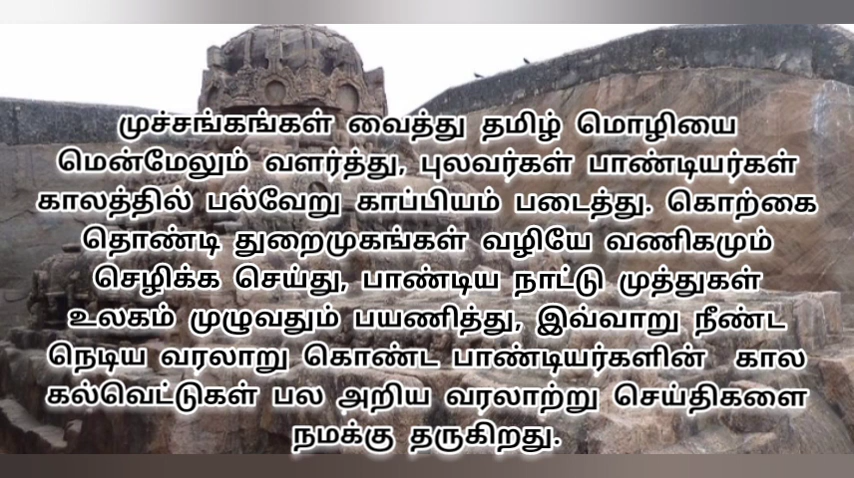 முச்சங்கங்கள் வைத்து தமிழ் மொழியை
மென்மேலும் வளர்த்து, புலவர்கள் பாண்டியர்கள்
காலத்தில் பல்வேறு காப்பியம் படைத்து. கொற்கை
தொண்டி துறைமுகங்கள் வழியே வணிகமும்
செழிக்க செய்து, பாண்டிய நாட்டு முத்துகள்
உலகம் முழுவதும் பயணித்து, இவ்வாறு நீண்ட
நெடிய வரலாறு கொண்ட பாண்டியர்களின் கால
கல்வெட்டுகள் பல அறிய வரலாற்று செய்திகளை
நமக்கு தருகிறது.